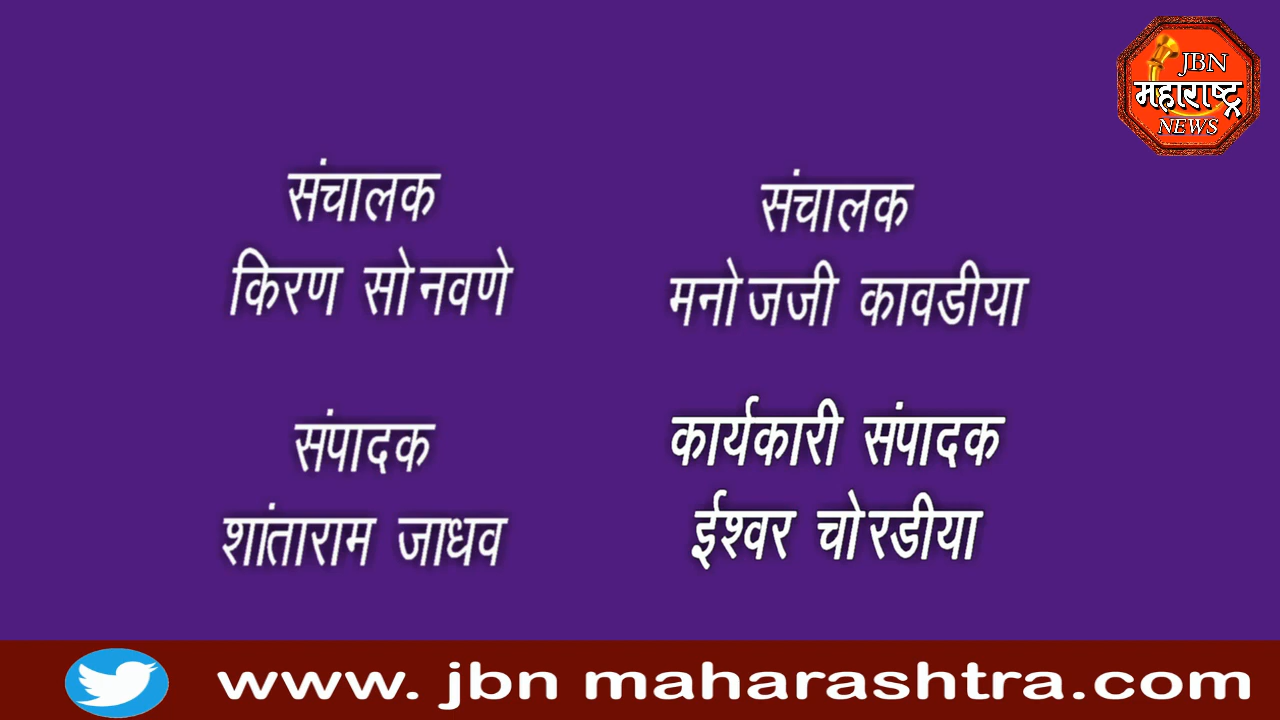 JBN
महाराष्ट्र
NEWS
संचालक
किरण सोनवणे
संचालक
मनोजजी कावडीया
संपादक
शांताराम जाधव
कार्यकारी संपादक
ईश्वर चोरडीया
www. jbn maharashtra.com